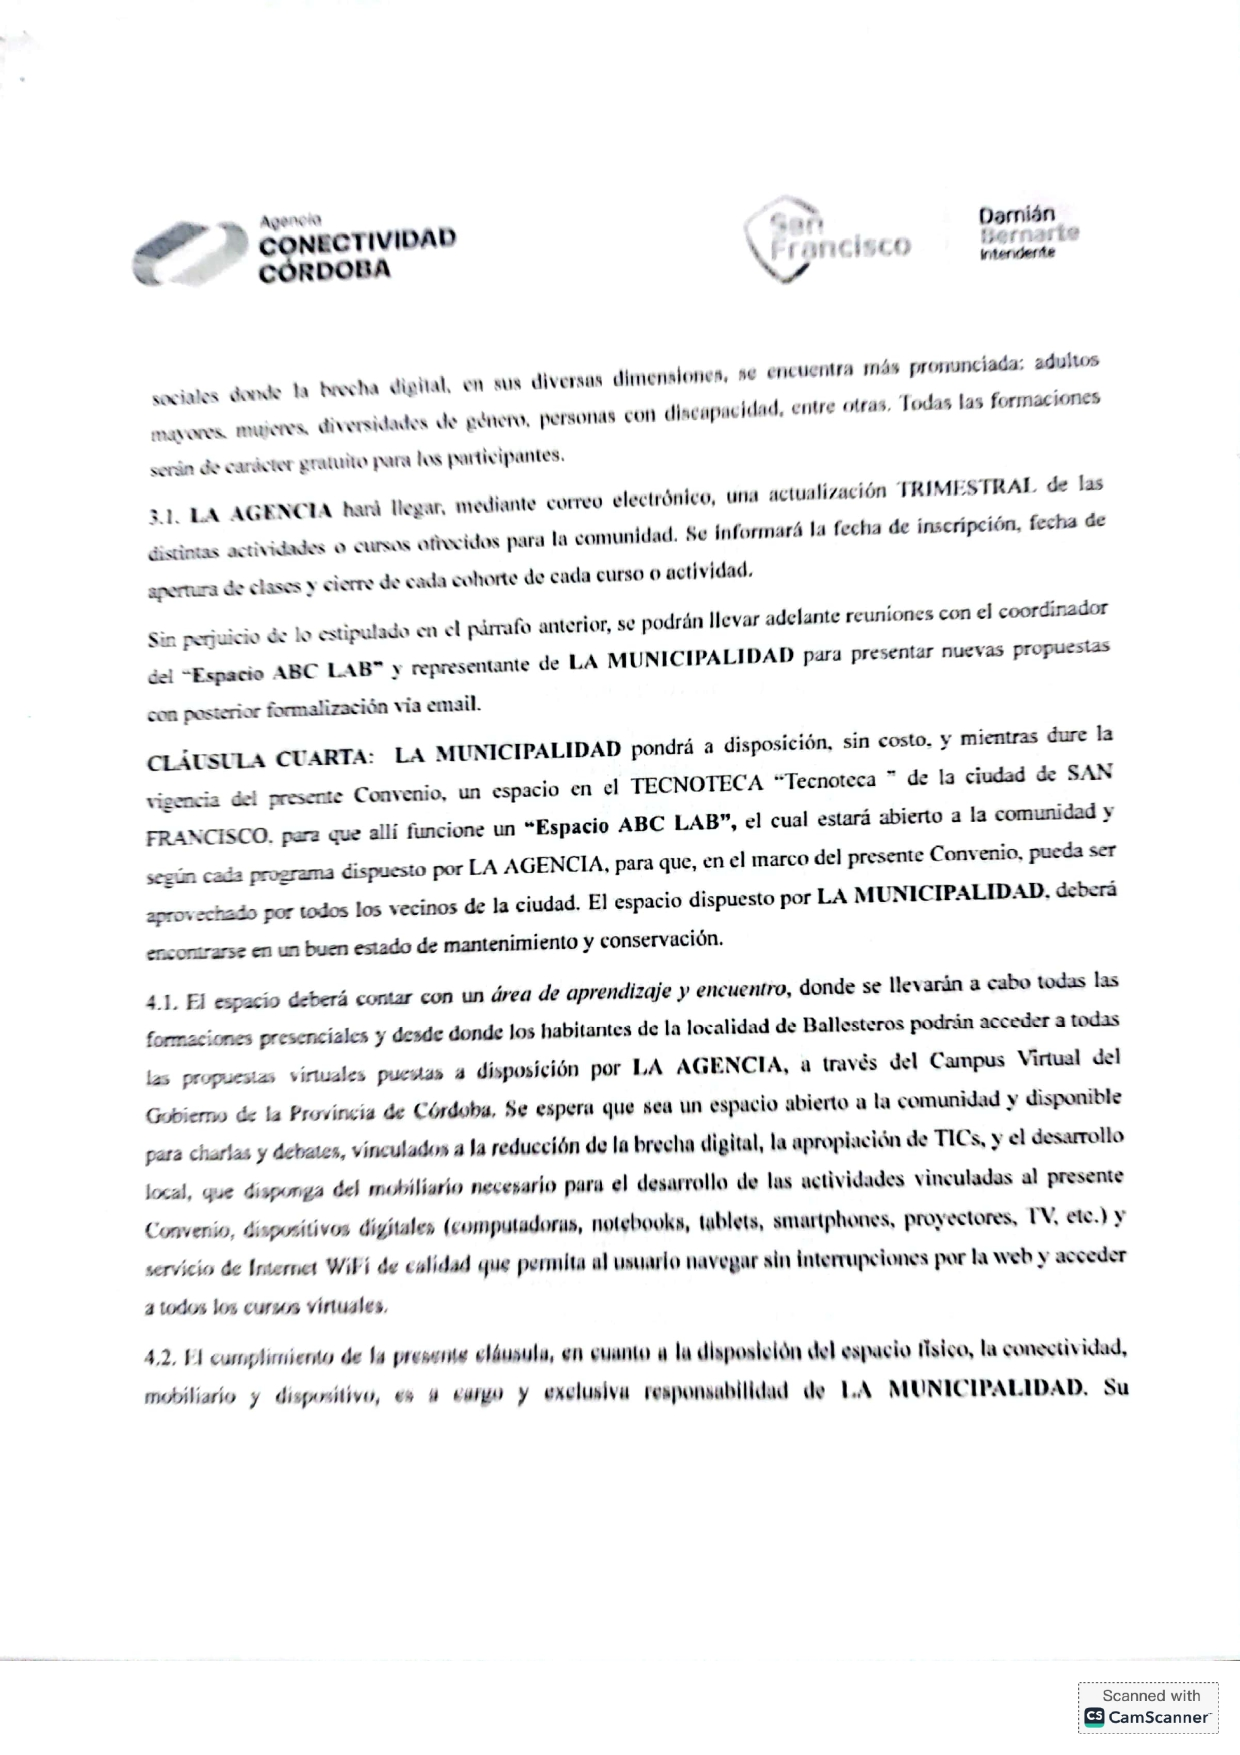 Agencia
CONECTIVIDAD
CÓRDOBA
San
Francisco
Damián
Bernarte
Intendente
sociales donde la brecha digital, en sus diversas dimensiones, se encuentra más pronunciada: adultos
mayores, mujeres, diversidades de género, personas con discapacidad, entre otras. Todas las formaciones
serán de carácter gratuito para los participantes.
3.1. LA AGENCIA hará llegar, mediante correo electrónico, una actualización TRIMESTRAL de las
distintas actividades o cursos ofrecidos para la comunidad. Se informará la fecha de inscripción, fecha de
apertura de clases y cierre de cada cohorte de cada curso o actividad.
Sin perjuicio de lo estipulado en el párrafo anterior, se podrán llevar adelante reuniones con el coordinador
del “Espacio ABC LAB” y representante de LA MUNICIPALIDAD para presentar nuevas propuestas
con posterior formalización vía email.
CLÁUSULA CUARTA: LA MUNICIPALIDAD pondrá a disposición, sin costo, y mientras dure la
vigencia del presente Convenio, un espacio en el TECNOTECA “Tecnoteca ” de la ciudad de SAN
FRANCISCO, para que allí funcione un “Espacio ABC LAB”, el cual estará abierto a la comunidad y
según cada programa dispuesto por LA AGENCIA, para que, en el marco del presente Convenio, pueda ser
aprovechado por todos los vecinos de la ciudad. El espacio dispuesto por LA MUNICIPALIDAD, deberá
encontrarse en un buen estado de mantenimiento y conservación.
4.1. El espacio deberá contar con un área de aprendizaje y encuentro, donde se llevarán a cabo todas las
formaciones presenciales y desde donde los habitantes de la localidad de Ballesteros podrán acceder a todas
las propuestas virtuales puestas a disposición por LA AGENCIA, a través del Campus Virtual del
Gobierno de la Provincia de Córdoba. Se espera que sea un espacio abierto a la comunidad y disponible
para charlas y debates, vinculados a la reducción de la brecha digital, la apropiación de TICs, y el desarrollo
local, que disponga del mobiliario necesario para el desarrollo de las actividades vinculadas al presente
Convenio, dispositivos digitales (computadoras, notebooks, tablets, smartphones, proyectores, TV, etc.) y
servicio de Internet WiFi de calidad que permita al usuario navegar sin interrupciones por la web y acceder
a todos los cursos virtuales.
4.2. El cumplimiento de la presente cláusula, en cuanto a la disposición del espacio físico, la conectividad,
mobiliario y dispositivo, es a cargo y exclusiva responsabilidad de LA MUNICIPALIDAD. Su
Scanned with
CS CamScanner